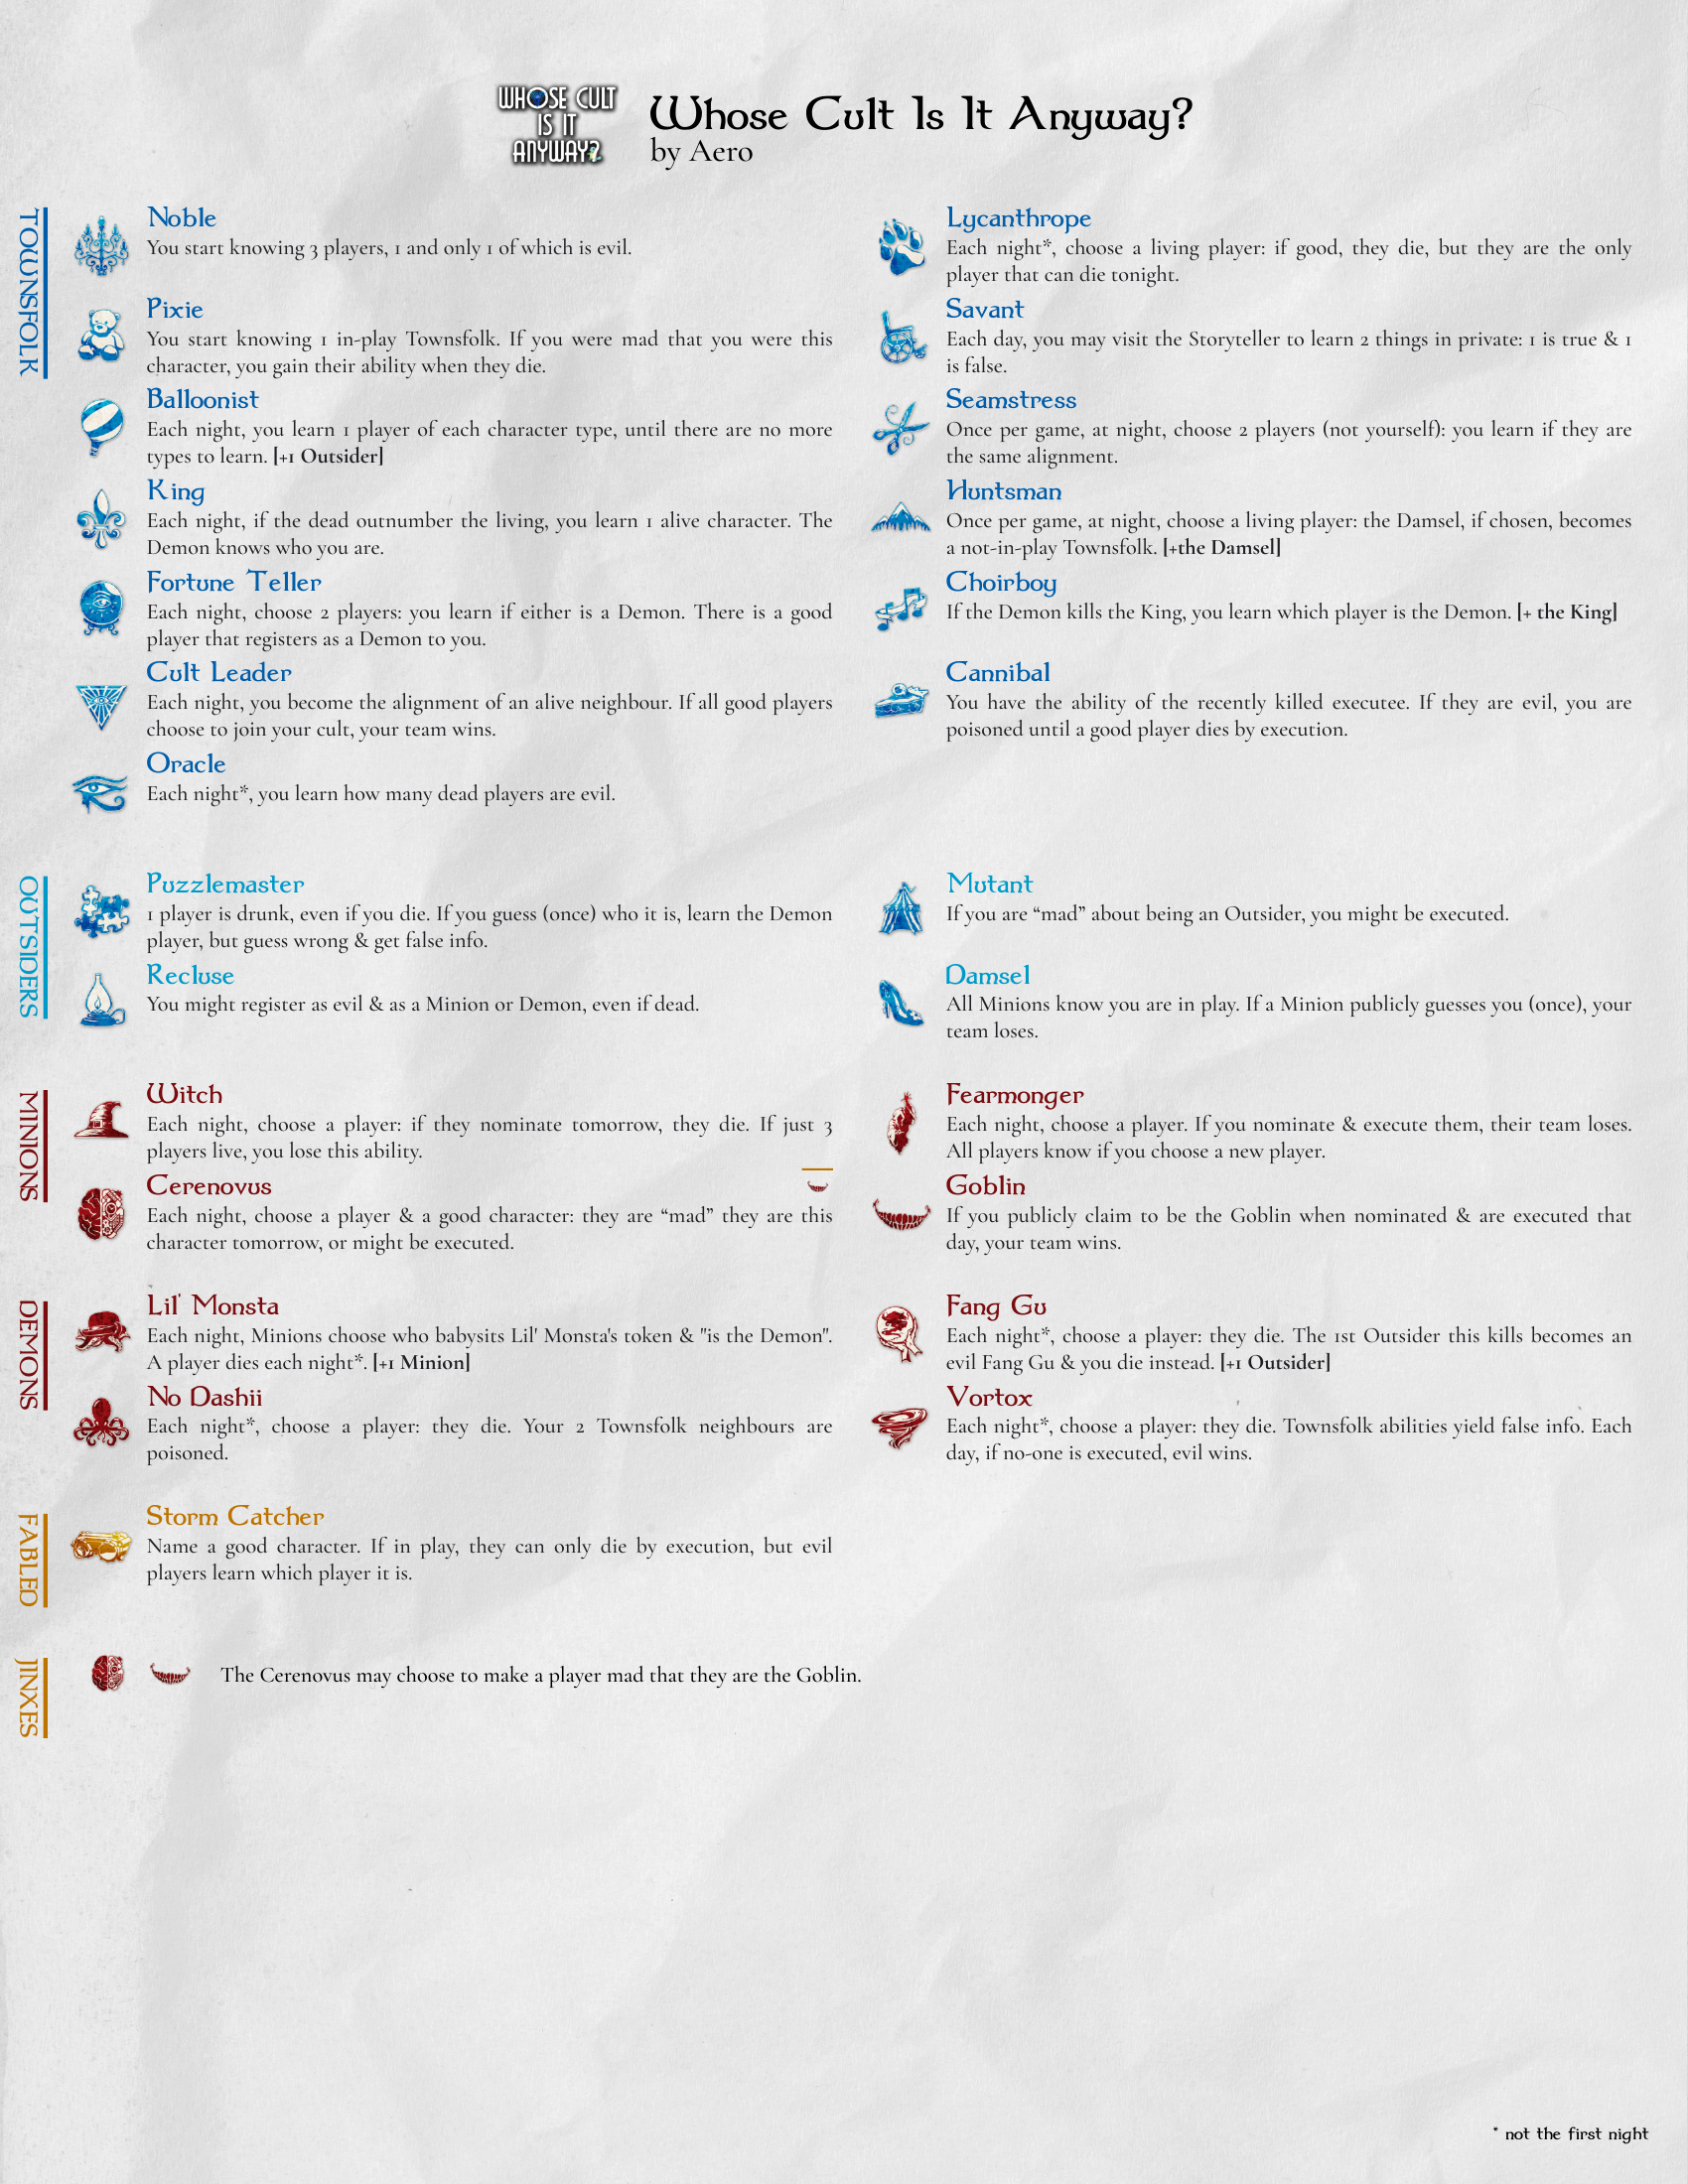 WHOSE CULT
IS IT
ANYWAY?
Whose Cult Is It Anyway?
by Aero
TOWNSFOLK
Noble
You start knowing 3 players, 1 and only 1 of which is evil.
Pixie
You start knowing 1 in-play Townsfolk. If you were mad that you were this
character, you gain their ability when they die.
Balloonist
Each night, you learn 1 player of each character type, until there are no more
types to learn. [+1 Outsider]
King
Each night, if the dead outnumber the living, you learn 1 alive character. The
Demon knows who you are.
Fortune Teller
Each night, choose 2 players: you learn if either is a Demon. There is a good
player that registers as a Demon to you.
Cult Leader
Each night, you become the alignment of an alive neighbour. If all good players
choose to join your cult, your team wins.
Oracle
Each night*, you learn how many dead players are evil.
Lycanthrope
Each night*, choose a living player: if good, they die, but they are the only
player that can die tonight.
Savant
Each day, you may visit the Storyteller to learn 2 things in private: 1 is true & 1
is false.
Seamstress
Once per game, at night, choose 2 players (not yourself): you learn if they are
the same alignment.
Huntsman
Once per game, at night, choose a living player: the Damsel, if chosen, becomes
a not-in-play Townsfolk. [+the Damsel]
Choirboy
If the Demon kills the King, you learn which player is the Demon. [+ the King]
Cannibal
You have the ability of the recently killed executee. If they are evil, you are
poisoned until a good player dies by execution.
OUTSIDERS
Puzzlemaster
1 player is drunk, even if you die. If you guess (once) who it is, learn the Demon
player, but guess wrong & get false info.
Recluse
You might register as evil & as a Minion or Demon, even if dead.
Mutant
If you are “mad” about being an Outsider, you might be executed.
Damsel
All Minions know you are in play. If a Minion publicly guesses you (once), your
team loses.
MINIONS
Witch
Each night, choose a player: if they nominate tomorrow, they die. If just 3
players live, you lose this ability.
Cerenovus
Each night, choose a player & a good character: they are “mad” they are this
character tomorrow, or might be executed.
Fearmonger
Each night, choose a player. If you nominate & execute them, their team loses.
All players know if you choose a new player.
Goblin
If you publicly claim to be the Goblin when nominated & are executed that
day, your team wins.
DEMONS
Lil' Monsta
Each night, Minions choose who babysits Lil' Monsta's token & "is the Demon".
A player dies each night*. [+1 Minion]
No Dashii
Each night*, choose a player: they die. Your 2 Townsfolk neighbours are
poisoned.
Fang Gu
Each night*, choose a player: they die. The 1st Outsider this kills becomes an
evil Fang Gu & you die instead. [+1 Outsider]
Vortox
Each night*, choose a player: they die. Townsfolk abilities yield false info. Each
day, if no-one is executed, evil wins.
FABLED
Storm Catcher
Name a good character. If in play, they can only die by execution, but evil
players learn which player it is.
JINXES
The Cerenovus may choose to make a player mad that they are the Goblin.
* not the first night